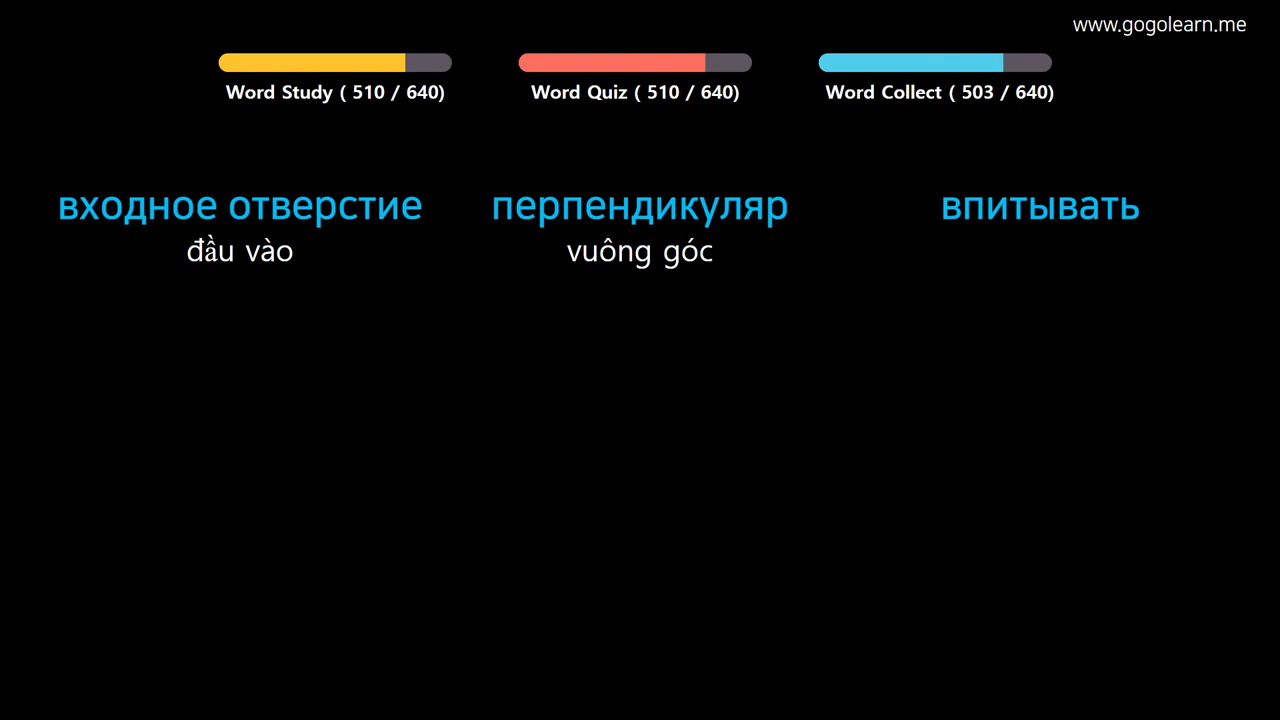 www.gogolearn.me
Word Study ( 510 / 640)
Word Quiz ( 510 / 640)
Word Collect ( 503 / 640)
входное отверстие
đầu vào
перпендикуляр
vuông góc
впитывать